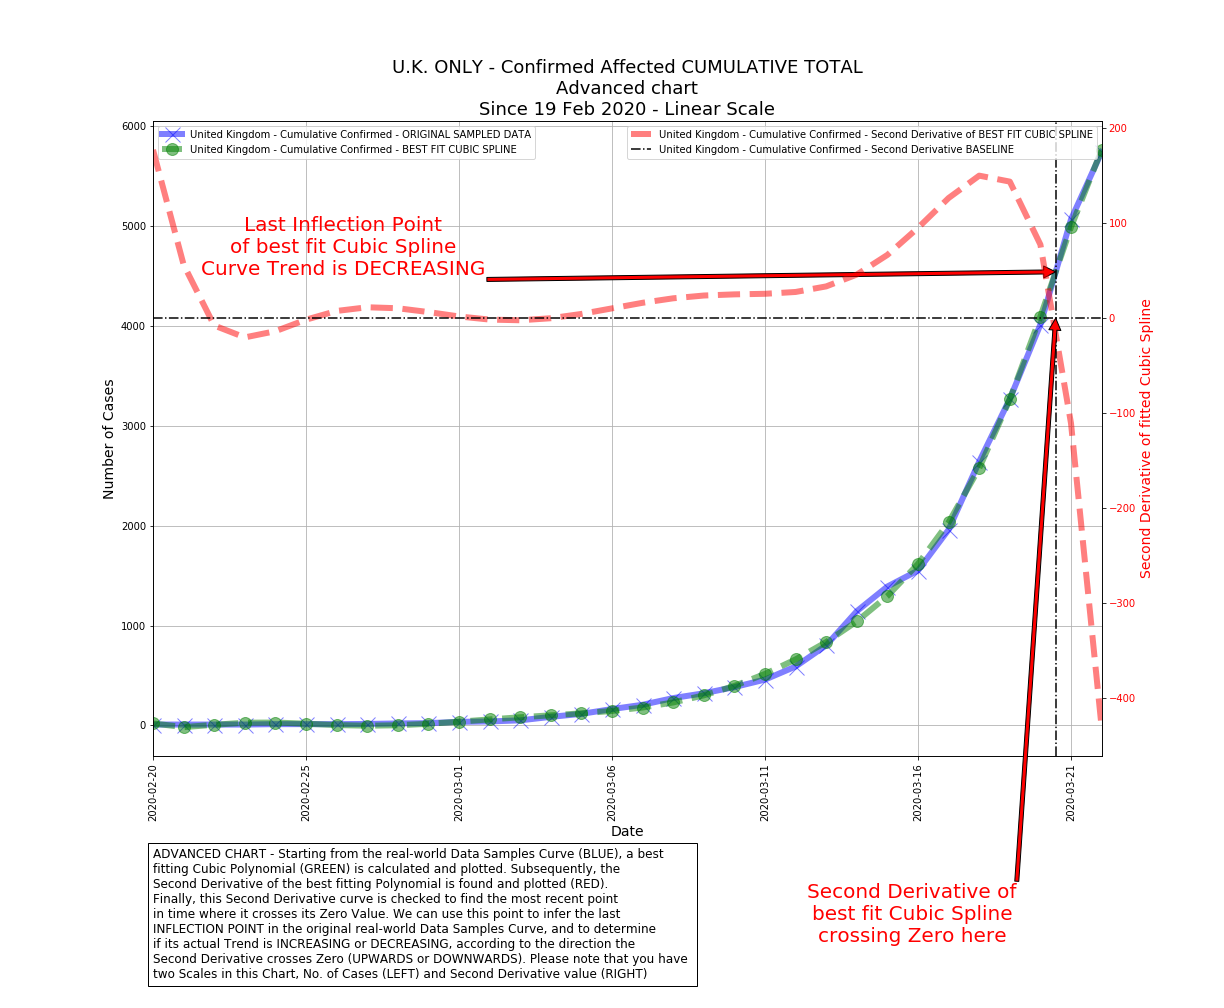 U.K. ONLY - Confirmed Affected CUMULATIVE TOTAL
Advanced chart
Since 19 Feb 2020 - Linear Scale
United Kingdom - Cumulative Confirmed - ORIGINAL SAMPLED DATA
United Kingdom - Cumulative Confirmed - BEST FIT CUBIC SPLINE
United Kingdom - Cumulative Confirmed - Second Derivative of BEST FIT CUBIC SPLINE
United Kingdom - Cumulative Confirmed - Second Derivative BASELINE
6000
5000
4000
3000
2000
1000
0
Number of Cases
Last Inflection Point
of best fit Cubic Spline
Curve Trend is DECREASING
200
100
0
−100
−200
−300
−400
Second Derivative of fitted Cubic Spline
2020-02-20
2020-02-25
2020-03-01
2020-03-06
2020-03-11
2020-03-16
2020-03-21
Date
ADVANCED CHART - Starting from the real-world Data Samples Curve (BLUE), a best
fitting Cubic Polynomial (GREEN) is calculated and plotted. Subsequently, the
Second Derivative of the best fitting Polynomial is found and plotted (RED).
Finally, this Second Derivative curve is checked to find the most recent point
in time where it crosses its Zero Value. We can use this point to infer the last
INFLECTION POINT in the original real-world Data Samples Curve, and to determine
if its actual Trend is INCREASING or DECREASING, according to the direction the
Second Derivative crosses Zero (UPWARDS or DOWNWARDS). Please note that you have
two Scales in this Chart, No. of Cases (LEFT) and Second Derivative value (RIGHT)
Second Derivative of
best fit Cubic Spline
crossing Zero here